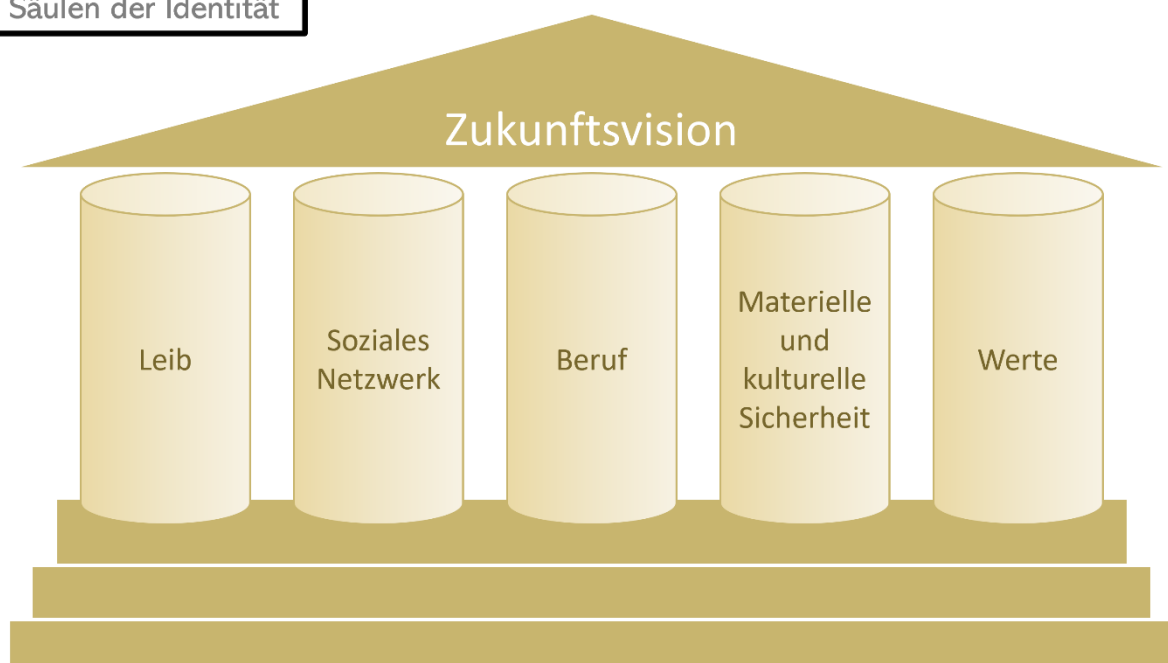 Säulen der Identität
Zukunftsvision
Leib
Soziales
Netzwerk
Beruf
Materielle
und
kulturelle
Sicherheit
Werte